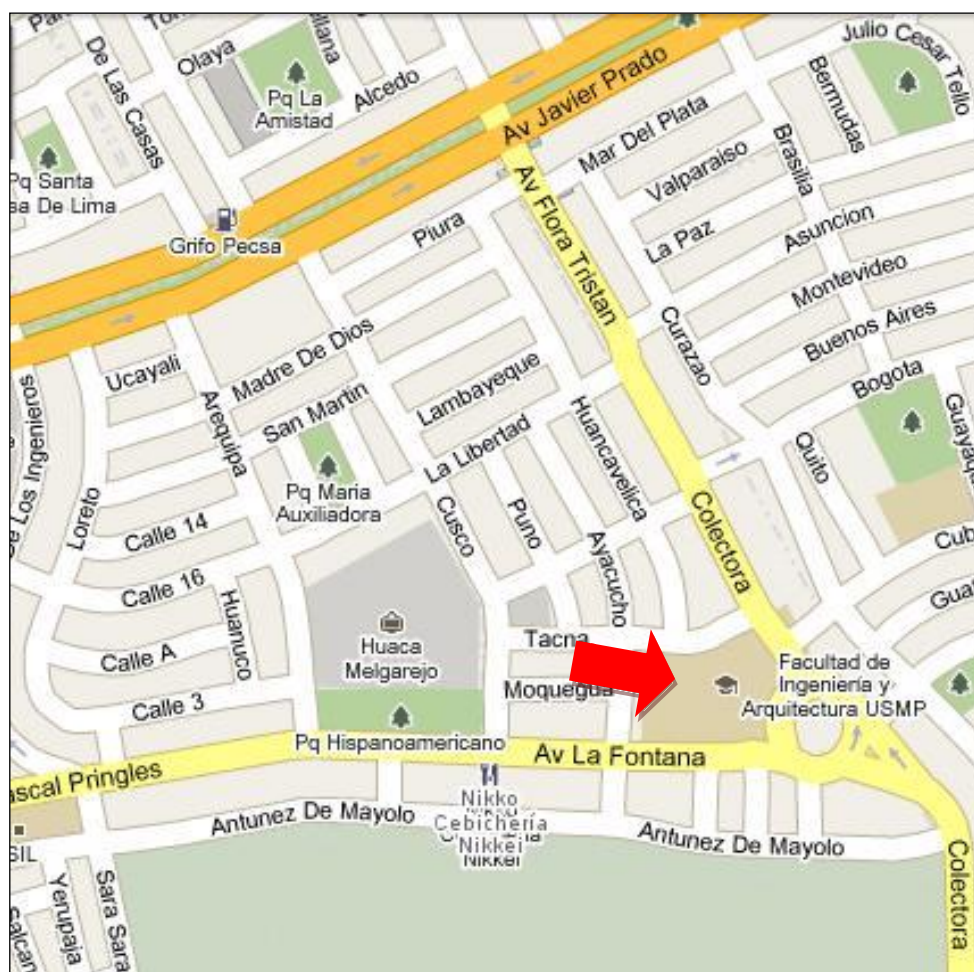 De Las Casas
Olaya
Pq La
Amistad
Alcedo
Av Javier Prado
Julio Cesar Tello
Bermudas
Brasilia
Mar Del Plata
Valparaiso
La Paz
Asuncion
Montevideo
Buenos Aires
Bogota
Pq Santa
sa De Lima
Grifo Pecsa
Piura
Av Flora Tristan
Curazao
Ucayali
Madre De Dios
San Martin
Lambayeque
La Libertad
Huancavelica
Arequipa
De Los Ingenieros
Loreto
Pq Maria
Auxiliadora
Quito
Calle 14
Calle 16
Calle A
Calle 3
Huanuco
Cusco
Puno
Ayacucho
Colectora
Huaca
Melgarejo
Tacna
Moquegua
Facultad de
Ingeniería y
Arquitectura USMP
Pq Hispanoamericano
Av La Fontana
ascal Pringles
Nikko
Cebichería
Nikkei
Antunez De Mayolo
Antunez De Mayolo
SIL
Yerupaja
Sara Sara
Salcan
Colectora